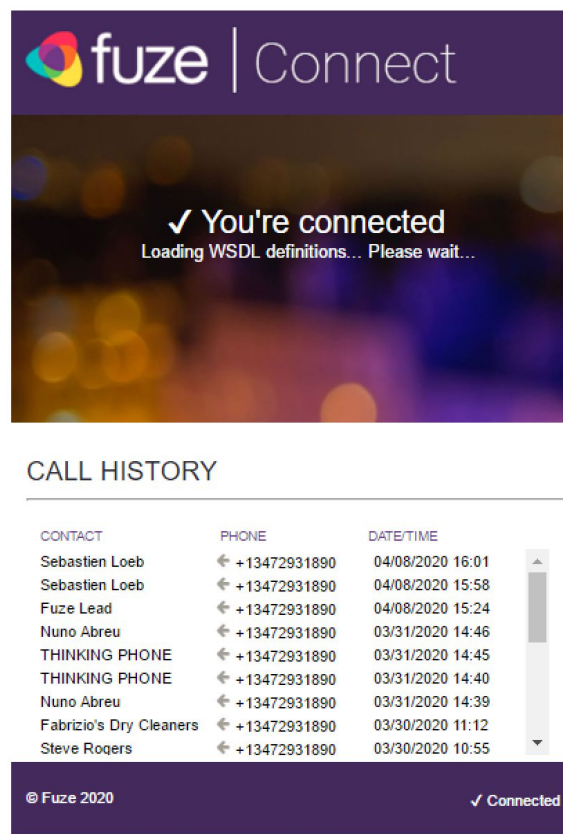 fuze | Connect
✓ You're connected
Loading WSDL definitions... Please wait...
CALL HISTORY
CONTACT PHONE DATE/TIME
Sebastien Loeb +13472931890 04/08/2020 16:01
Sebastien Loeb +13472931890 04/08/2020 15:58
Fuze Lead +13472931890 04/08/2020 15:24
Nuno Abreu +13472931890 03/31/2020 14:46
THINKING PHONE +13472931890 03/31/2020 14:45
THINKING PHONE +13472931890 03/31/2020 14:40
Nuno Abreu +13472931890 03/31/2020 14:39
Fabrizio's Dry Cleaners +13472931890 03/30/2020 11:12
Steve Rogers +13472931890 03/30/2020 10:55
© Fuze 2020 ✓ Connected